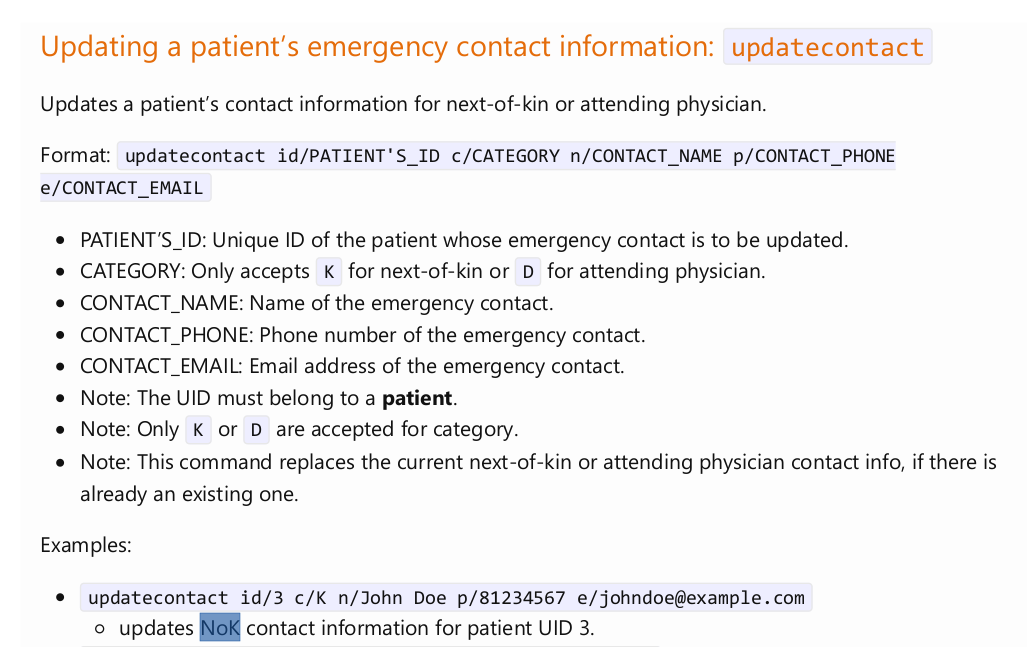 Updating a patient’s emergency contact information: updatecontact
Updates a patient’s contact information for next-of-kin or attending physician.
Format: updatecontact id/PATIENT'S_ID c/CATEGORY n/CONTACT_NAME p/CONTACT_PHONE
e/CONTACT_EMAIL
• PATIENT’S_ID: Unique ID of the patient whose emergency contact is to be updated.
• CATEGORY: Only accepts K for next-of-kin or D for attending physician.
• CONTACT_NAME: Name of the emergency contact.
• CONTACT_PHONE: Phone number of the emergency contact.
• CONTACT_EMAIL: Email address of the emergency contact.
• Note: The UID must belong to a patient.
• Note: Only K or D are accepted for category.
• Note: This command replaces the current next-of-kin or attending physician contact info, if there is
already an existing one.
Examples:
• updatecontact id/3 c/K n/John Doe p/81234567 e/johndoe@example.com
◦ updates NoK contact information for patient UID 3.